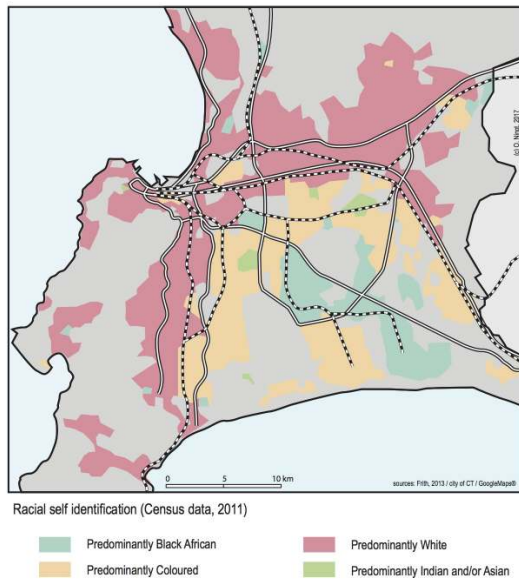 (c) D. Ninot, 2017
0 5 10 km
sources: Frith, 2013 / city of CT / GoogleMaps®
Racial self identification (Census data, 2011)
Predominantly Black African
Predominantly White
Predominantly Coloured
Predominantly Indian and/or Asian